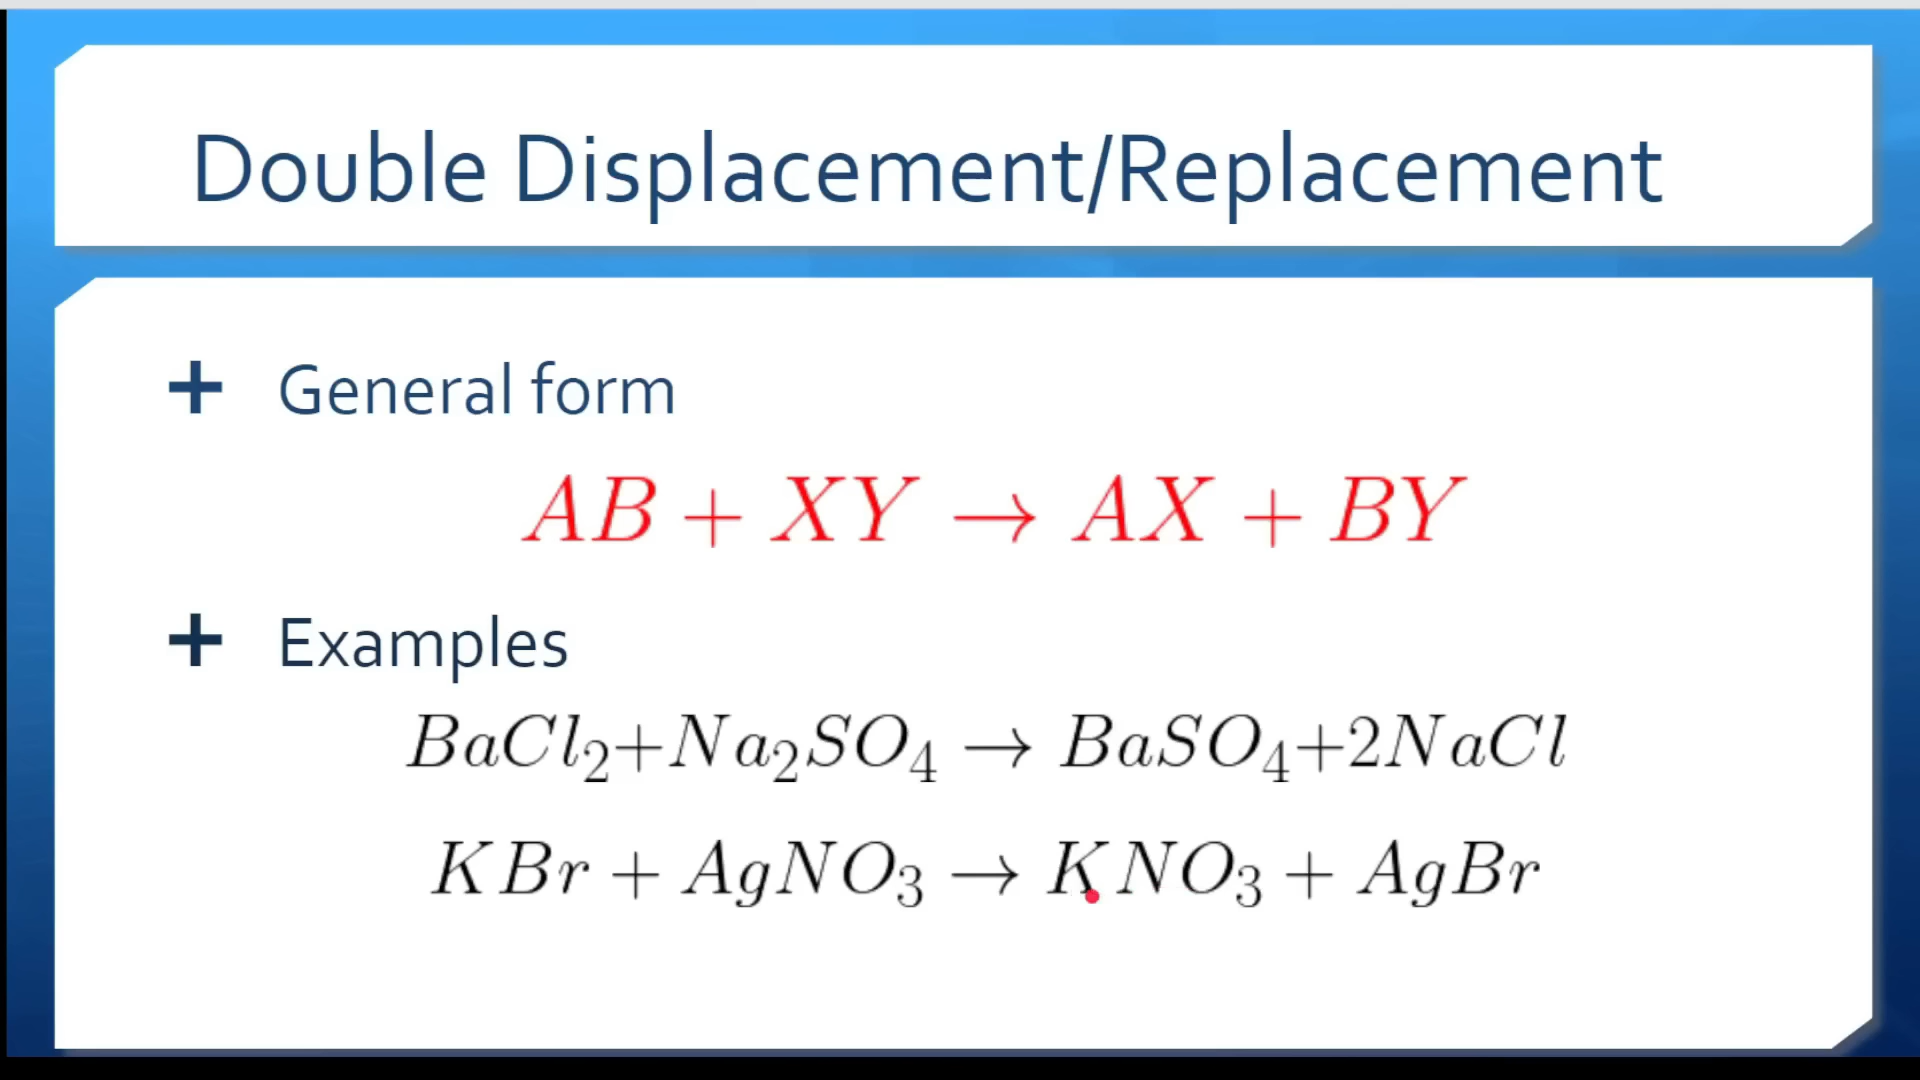 Double Displacement/Replacement
+ General form
AB + XY → AX + BY
+ Examples
BaCl₂+Na₂SO₄ → BaSO₄+2NaCl
KBr + AgNO₃ → KNO₃ + AgBr